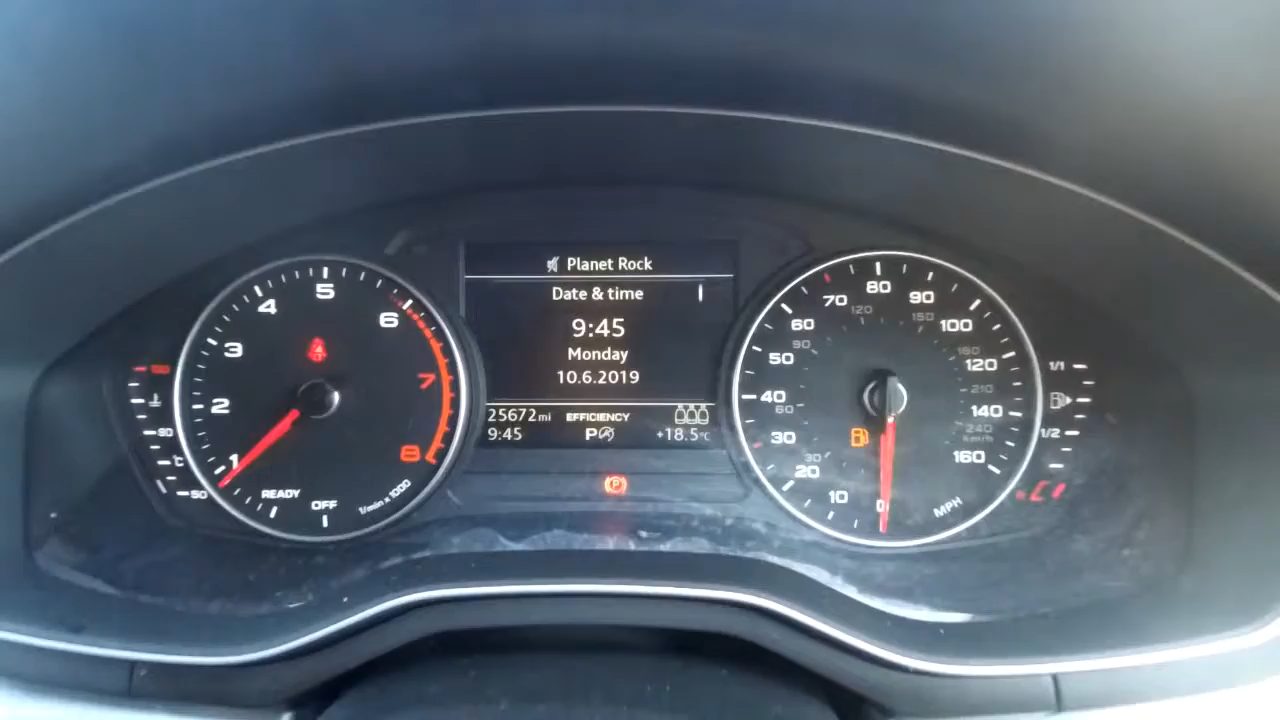 Planet Rock
Date & time
9:45
Monday
10.6.2019
25672mi
EFFICIENCY
9:45
P
+18.5°C
1
2
3
4
5
6
7
8
READY
OFF
1/min x 1000
90
°C
50
0
10
20
30
40
50
60
70
80
90
100
120
140
160
MPH
30
60
90
120
150
180
210
240
km/h
1/1
1/2
P